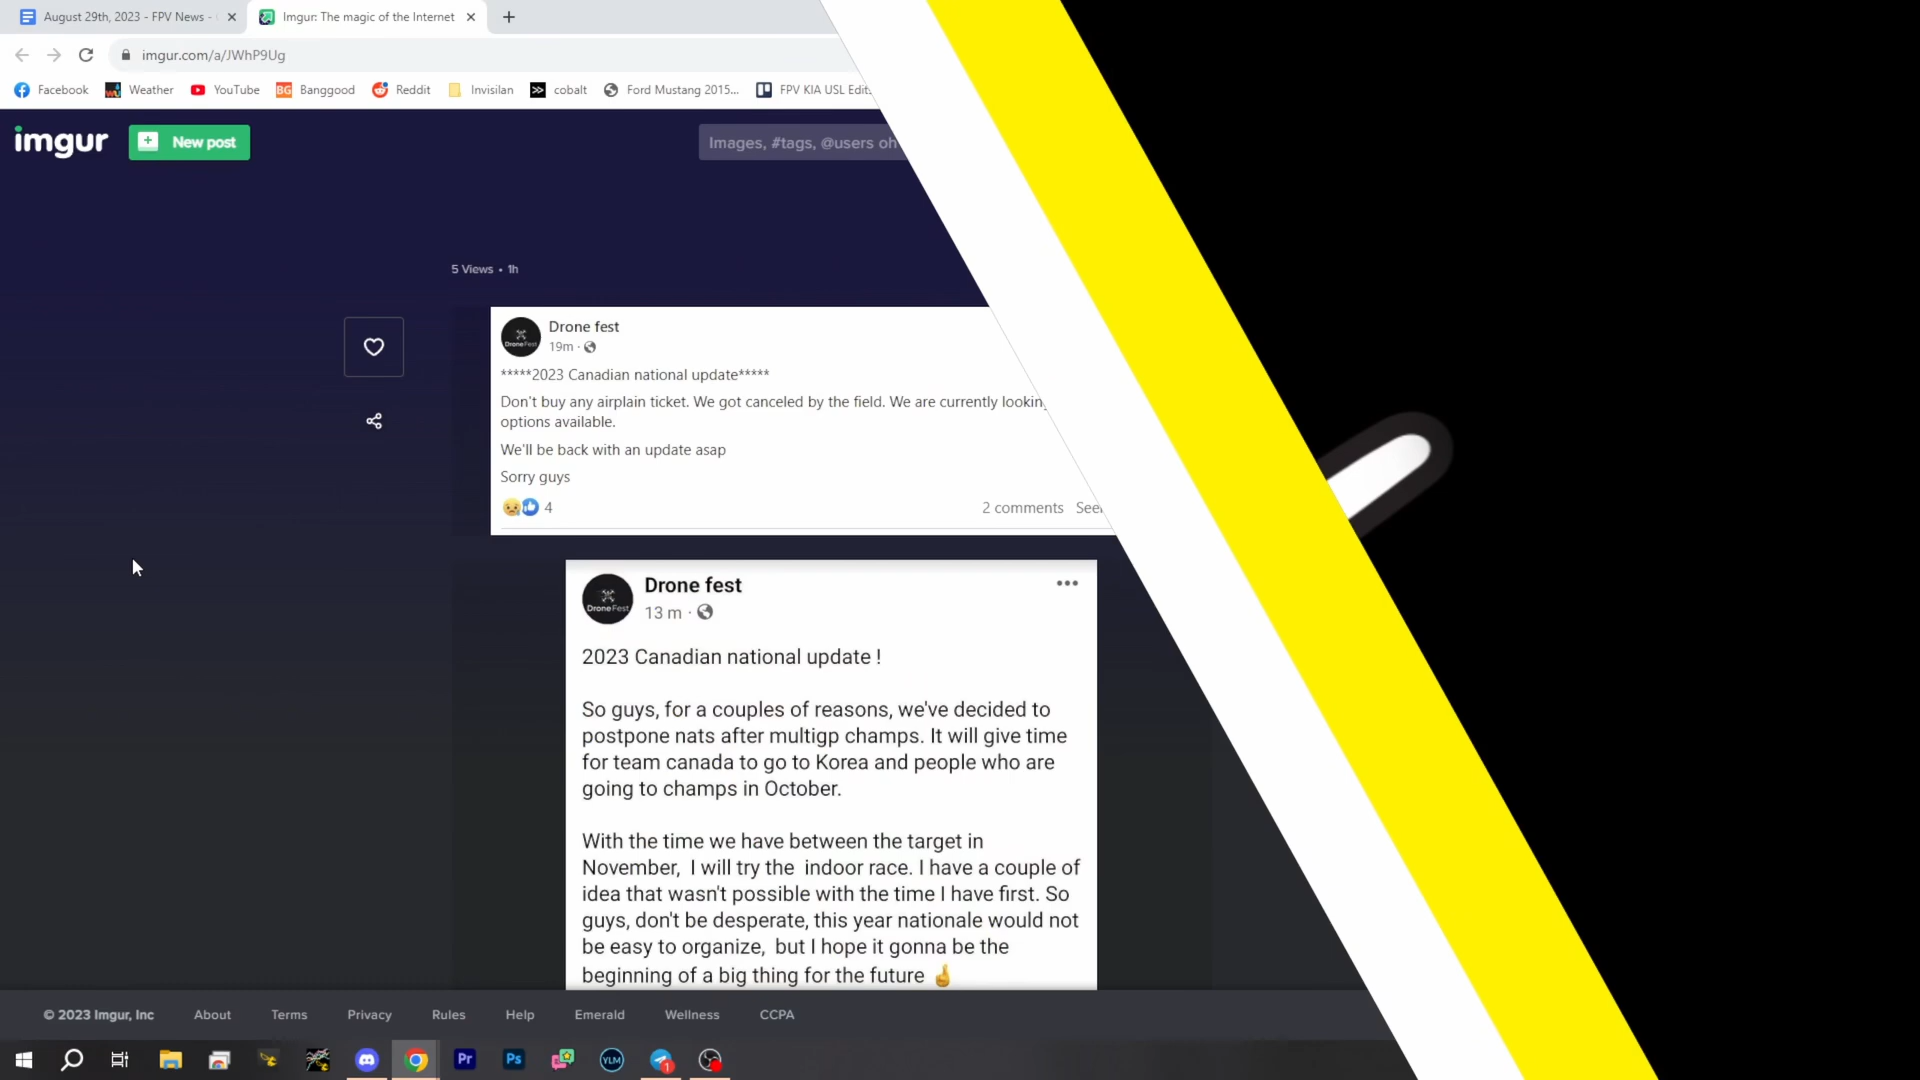 August 29th, 2023 - FPV News -
Imgur: The magic of the Internet
imgur.com/a/JWhP9Ug
Facebook Weather YouTube BG Banggood Reddit Invisilan cobalt Ford Mustang 2015... FPV KIA USL Edit
imgur
New post
Images, #tags, @users oh
5 Views • 1h
Drone fest
DroneFest
19m ·
*****2023 Canadian national update*****
Don't buy any airplain ticket. We got canceled by the field. We are currently lookin
options available.
We'll be back with an update asap
Sorry guys
4
2 comments See
Drone fest
DroneFest
13 m ·
2023 Canadian national update !
So guys, for a couples of reasons, we've decided to
postpone nats after multigp champs. It will give time
for team canada to go to Korea and people who are
going to champs in October.
With the time we have between the target in
November, I will try the indoor race. I have a couple of
idea that wasn't possible with the time I have first. So
guys, don't be desperate, this year nationale would not
be easy to organize, but I hope it gonna be the
beginning of a big thing for the future 🤞
© 2023 Imgur, Inc About Terms Privacy Rules Help Emerald Wellness CCPA
Pr Ps YLM 1